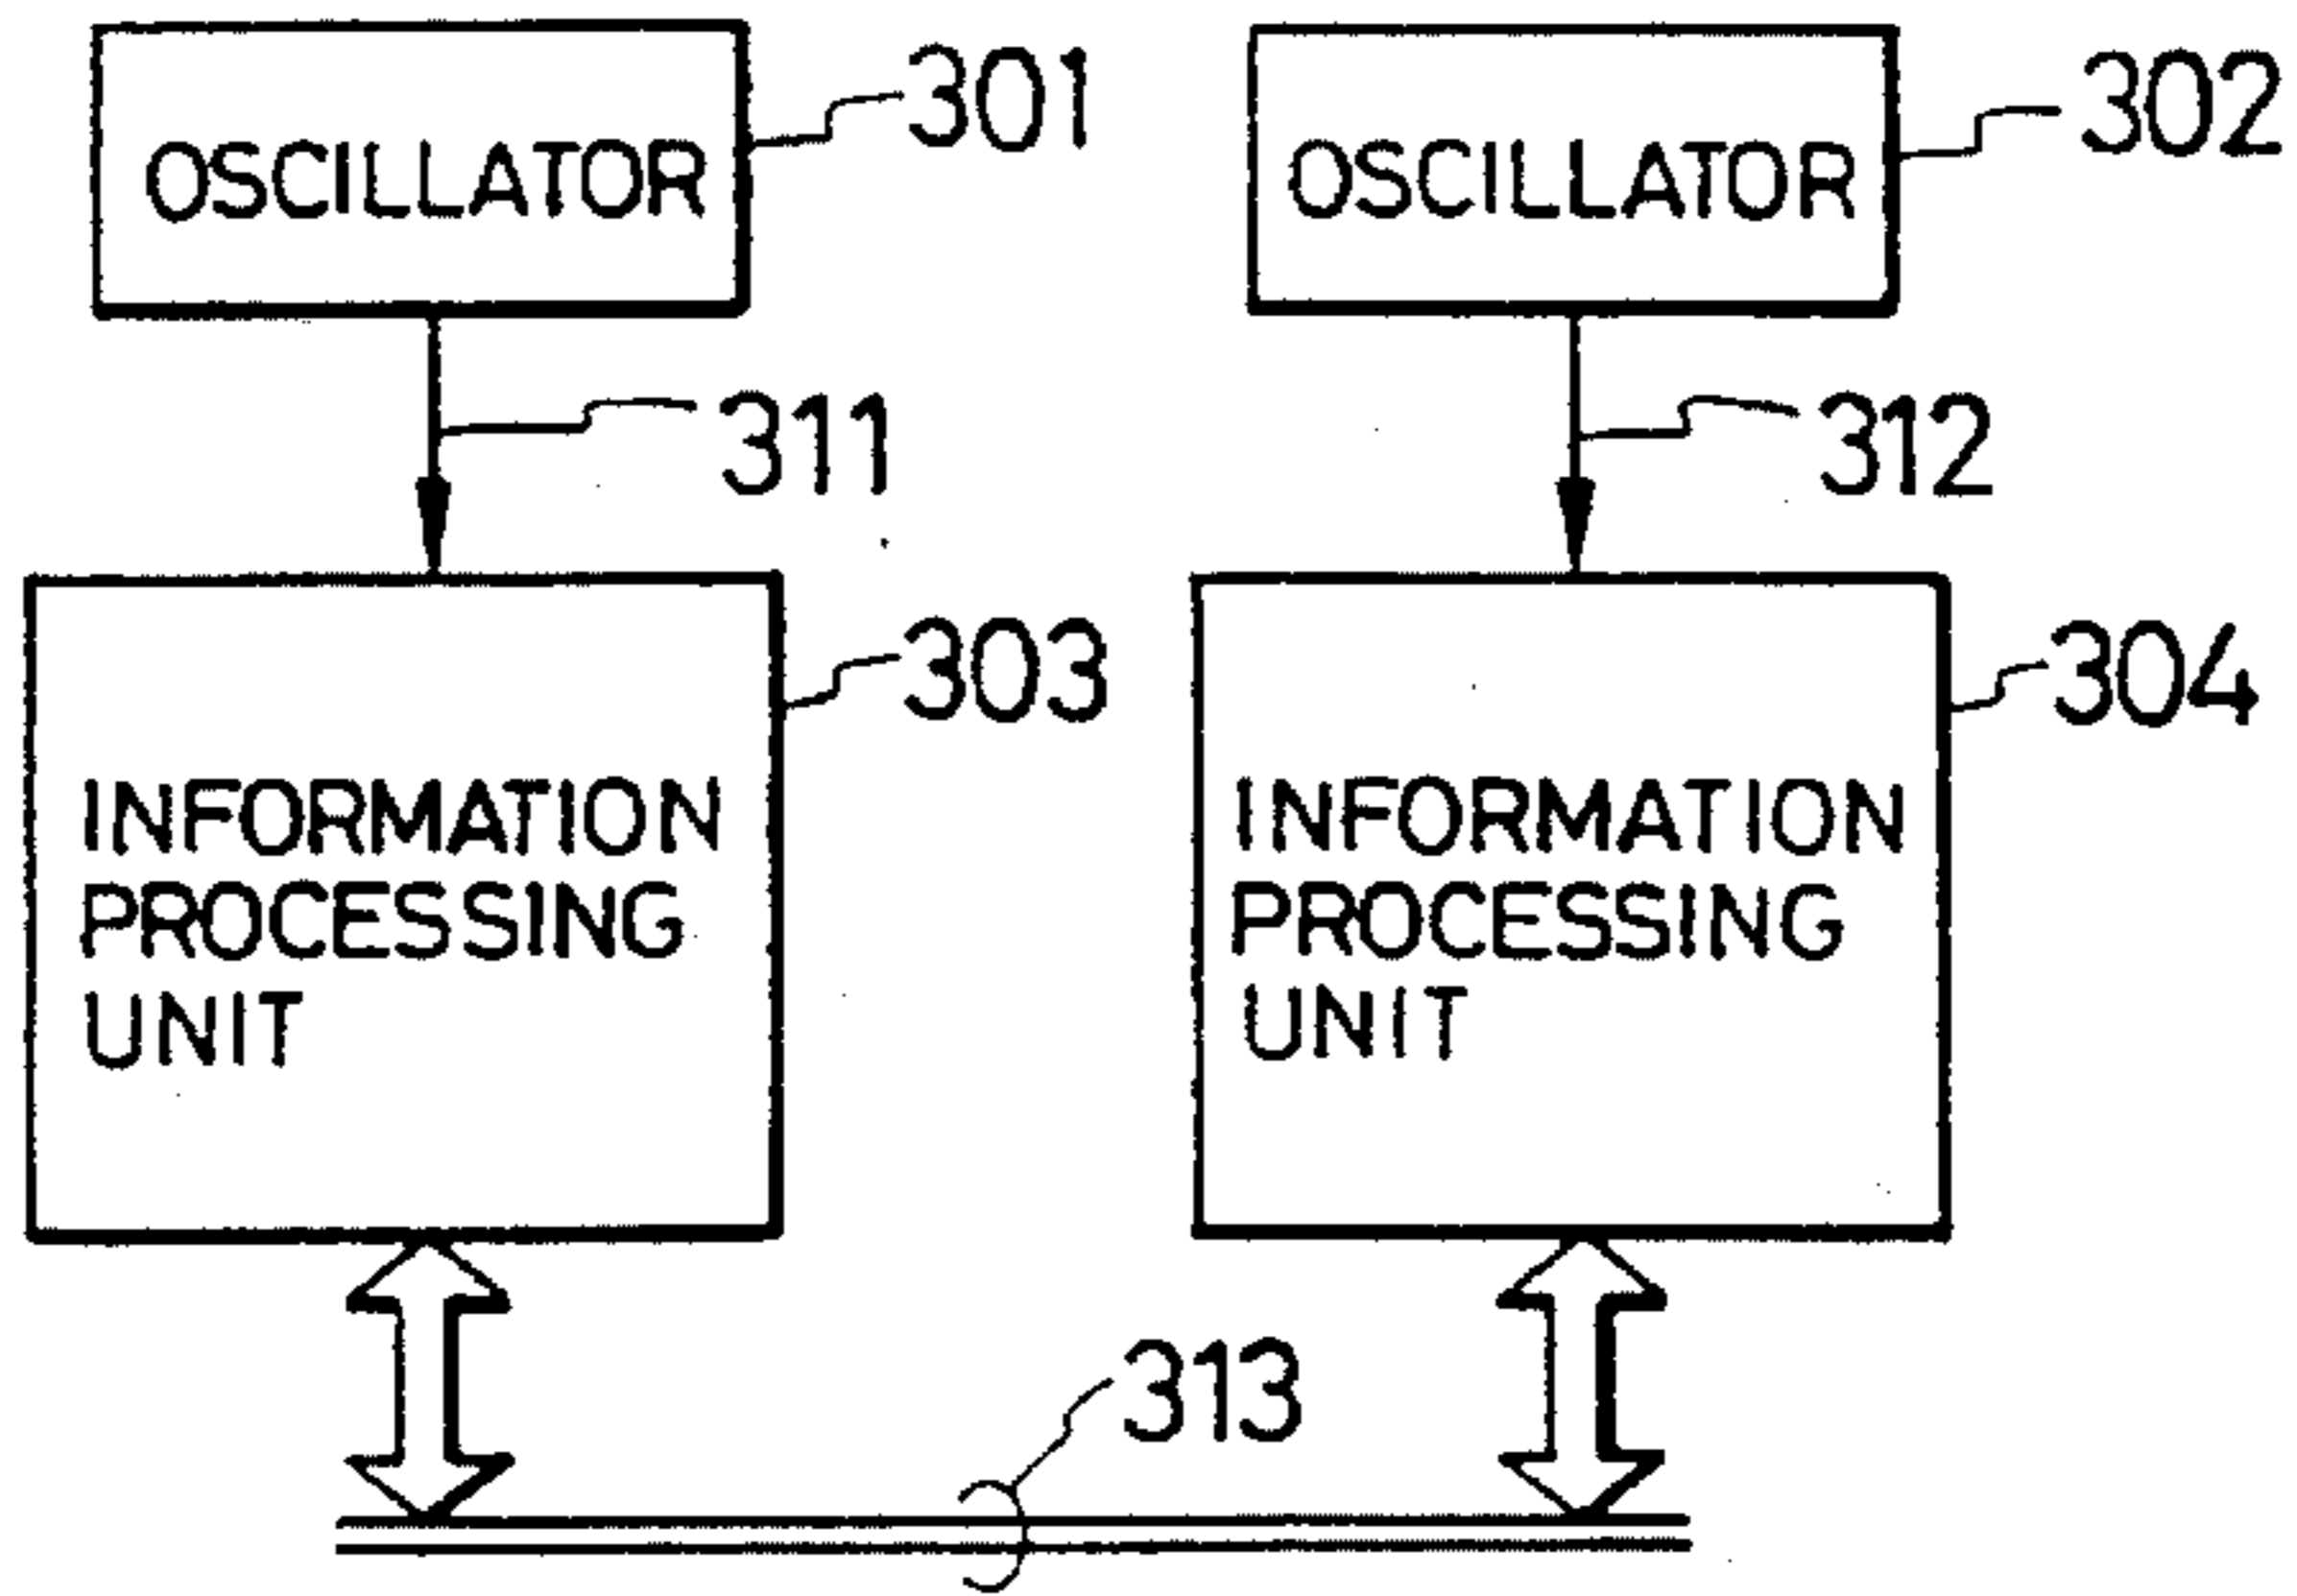 301
OSCILLATOR
302
OSCILLATOR
311
312
303
INFORMATION
PROCESSING
UNIT
304
INFORMATION
PROCESSING
UNIT
313